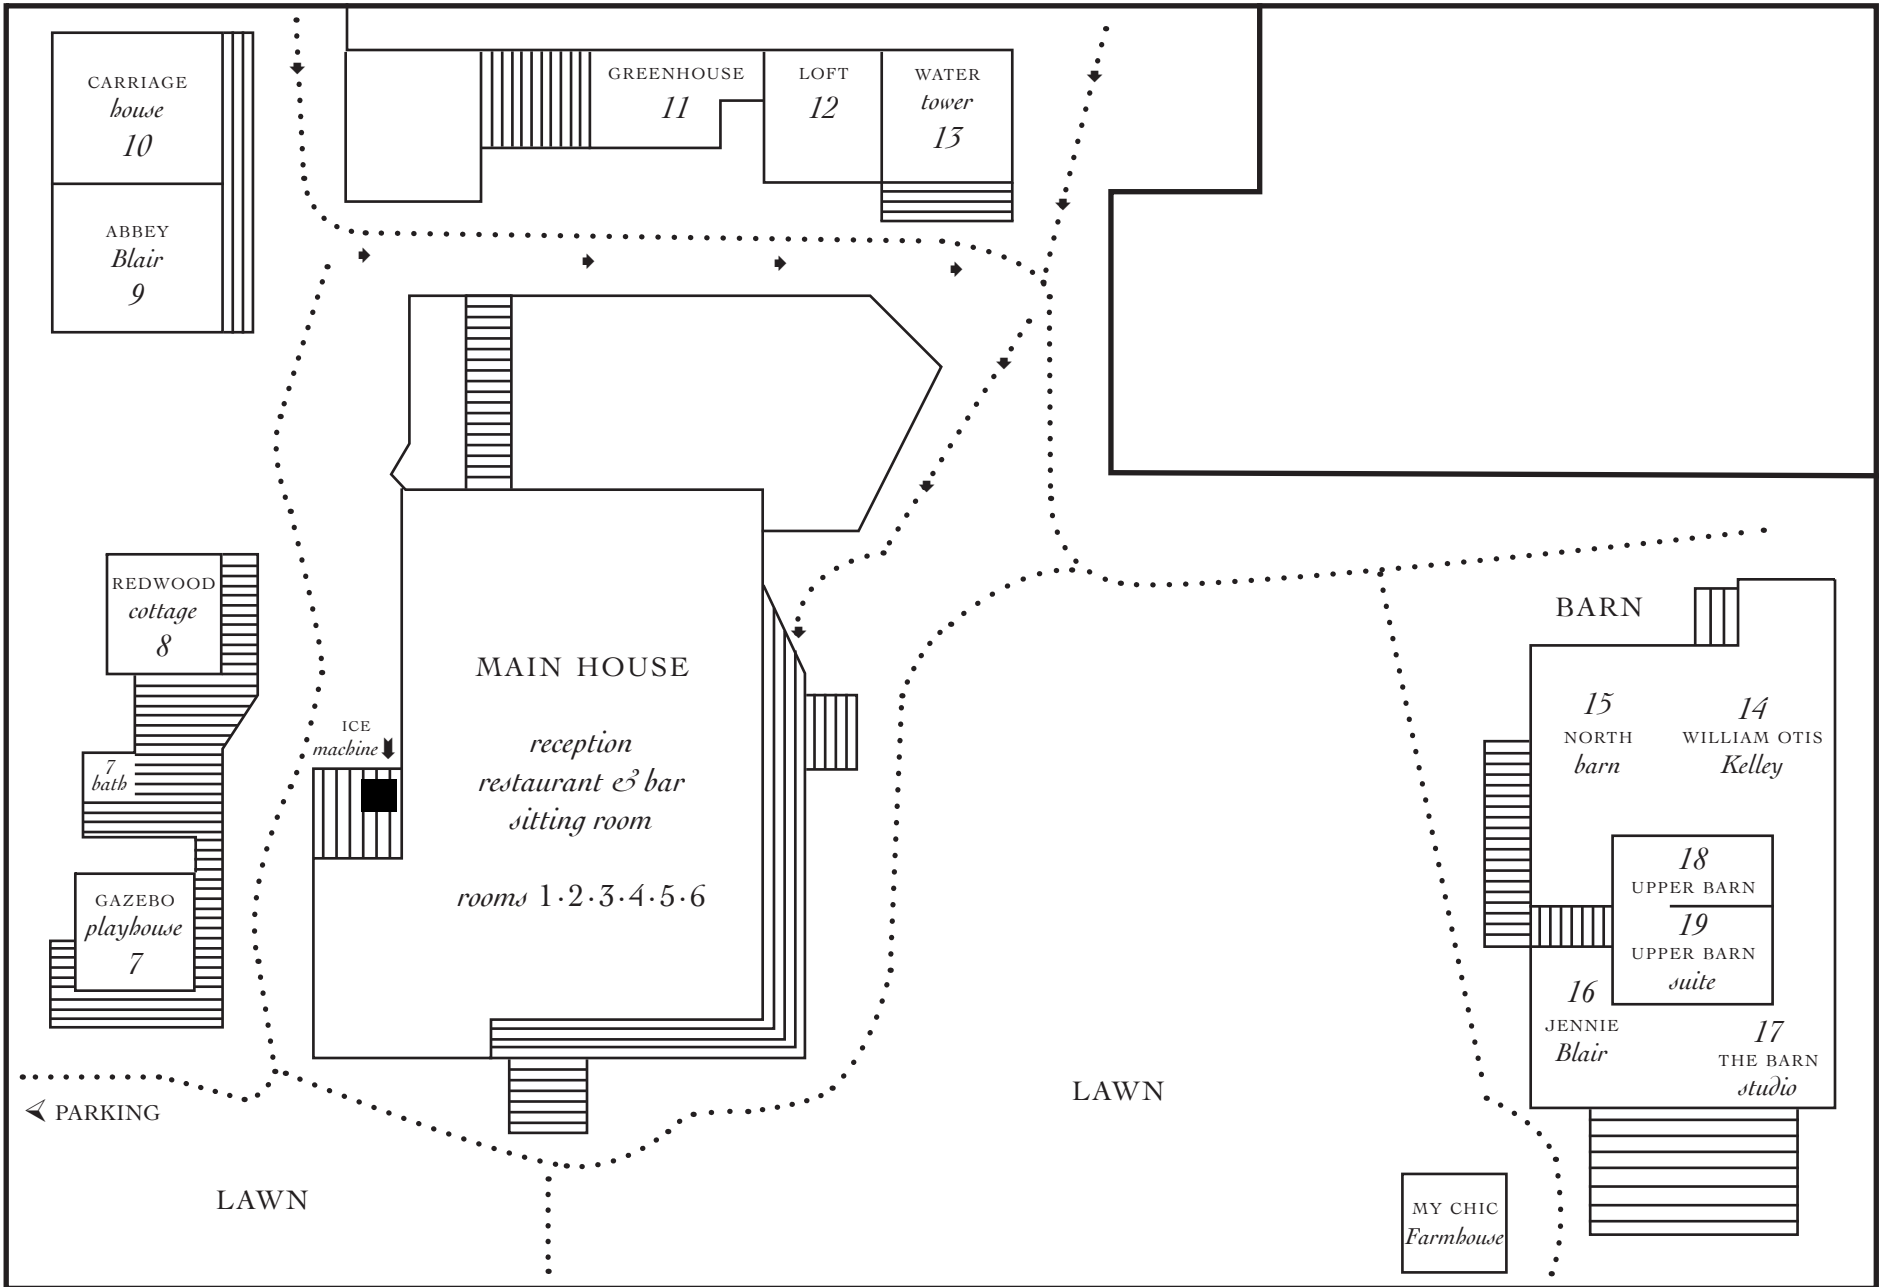 CARRIAGE
house
10
ABBEY
Blair
9
GREENHOUSE
11
LOFT
12
WATER
tower
13
REDWOOD
cottage
8
7
bath
GAZEBO
playhouse
7
ICE
machine
MAIN HOUSE
reception
restaurant & bar
sitting room
rooms 1·2·3·4·5·6
BARN
15
NORTH
barn
14
WILLIAM OTIS
Kelley
18
UPPER BARN
19
UPPER BARN
suite
16
JENNIE
Blair
17
THE BARN
studio
PARKING
LAWN
LAWN
MY CHIC
Farmhouse